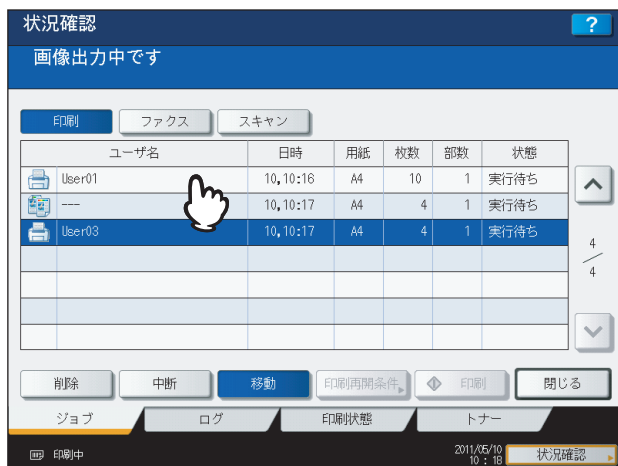 状況確認
?
画像出力中です
印刷 ファクス スキャン
ユーザ名 日時 用紙 枚数 部数 状態
User01 10,10:16 A4 10 1 実行待ち
--- 10,10:17 A4 4 1 実行待ち
User03 10,10:17 A4 4 1 実行待ち
4
4
削除 中断 移動 印刷再開条件 印刷 閉じる
ジョブ ログ 印刷状態 トナー
印刷中
2011/05/10
10 : 18
状況確認